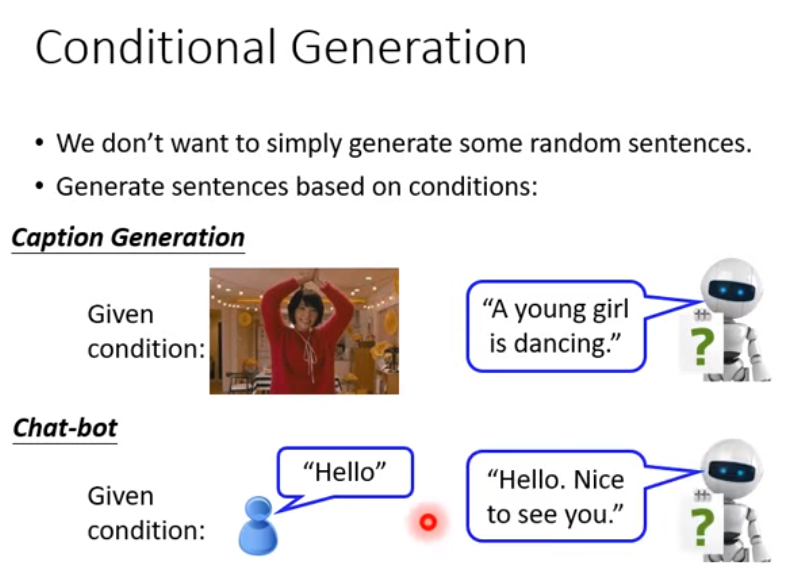 Conditional Generation
• We don’t want to simply generate some random sentences.
• Generate sentences based on conditions:
Caption Generation
Given
condition:
“A young girl
is dancing.”
?
Chat-bot
Given
condition:
“Hello”
“Hello. Nice
to see you.”
?